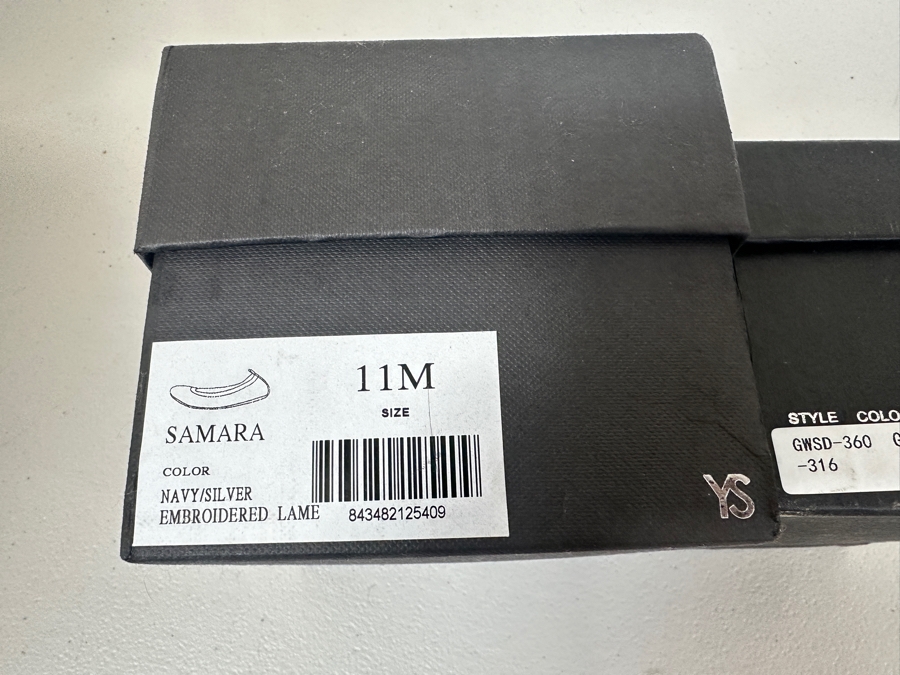 11M
SIZE
SAMARA
COLOR
NAVY/SILVER
EMBROIDERED LAME
843482125409
YS
STYLE COLO
GWSD-360 G
-316